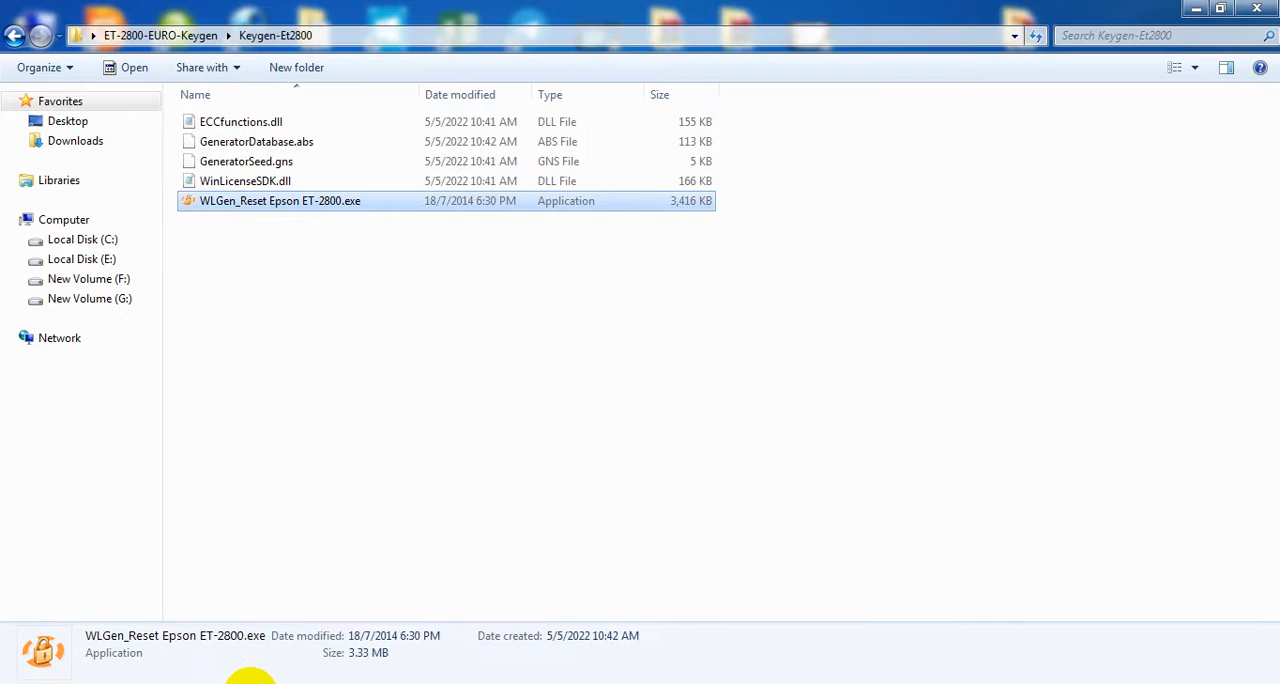 ET-2800-EURO-Keygen Keygen-Et2800 Search Keygen-Et2800
Organize Open Share with New folder
Favorites
Desktop
Downloads
Libraries
Computer
Local Disk (C:)
Local Disk (E:)
New Volume (F:)
New Volume (G:)
Network
Name Date modified Type Size
ECCfunctions.dll 5/5/2022 10:41 AM DLL File 155 KB
GeneratorDatabase.abs 5/5/2022 10:42 AM ABS File 113 KB
GeneratorSeed.gns 5/5/2022 10:41 AM GNS File 5 KB
WinLicenseSDK.dll 5/5/2022 10:41 AM DLL File 166 KB
WLGen_Reset Epson ET-2800.exe 18/7/2014 6:30 PM Application 3,416 KB
WLGen_Reset Epson ET-2800.exe Date modified: 18/7/2014 6:30 PM Date created: 5/5/2022 10:42 AM
Application Size: 3.33 MB